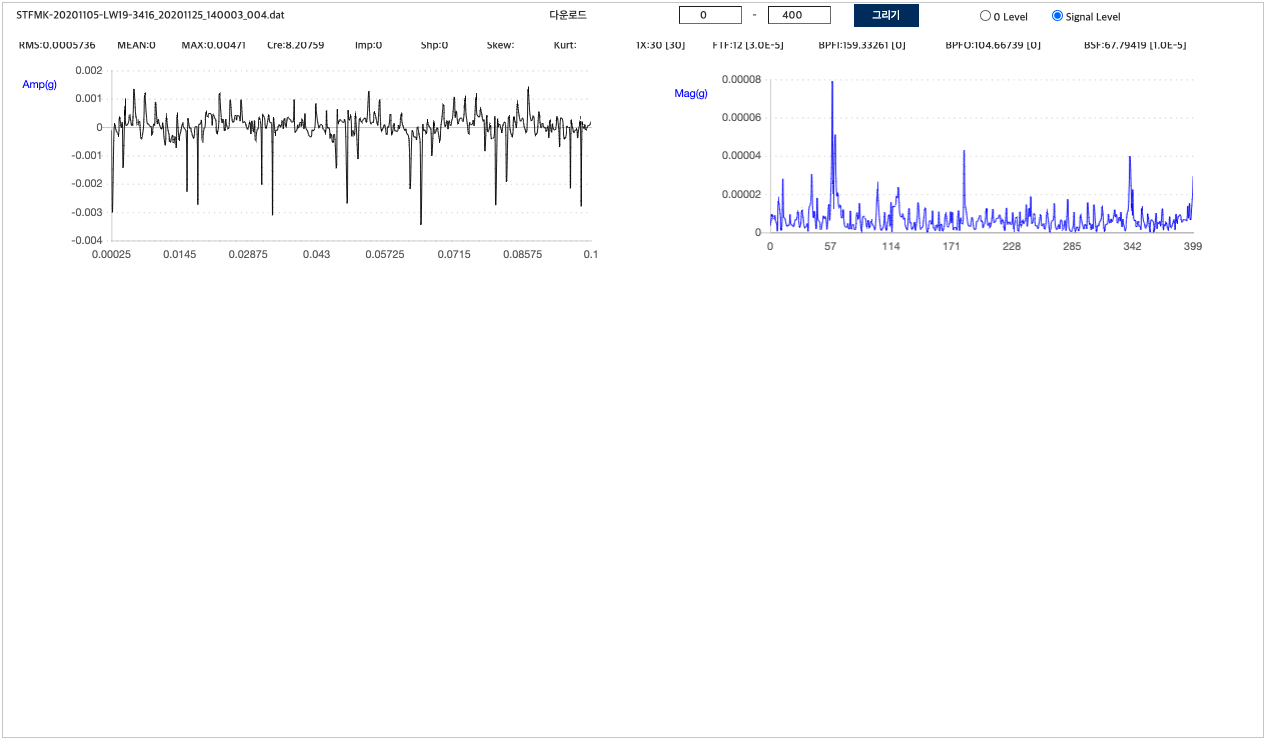 STFMK-20201105-LW19-3416_20201125_140003_004.dat 다운로드 0 - 400 그리기 0 Level Signal Level
RMS:0.0005736 MEAN:0 MAX:0.00471 Cre:8.20759 Imp:0 Shp:0 Skew: Kurt: 1X:30 [30] FTF:12 [3.0E-5] BPFI:159.33261 [0] BPFO:104.66739 [0] BSF:67.79419 [1.0E-5]
Amp(g)
0.002
0.001
0
-0.001
-0.002
-0.003
-0.004
0.00025 0.0145 0.02875 0.043 0.05725 0.0715 0.08575 0.1
Mag(g)
0.00008
0.00006
0.00004
0.00002
0
0 57 114 171 228 285 342 399